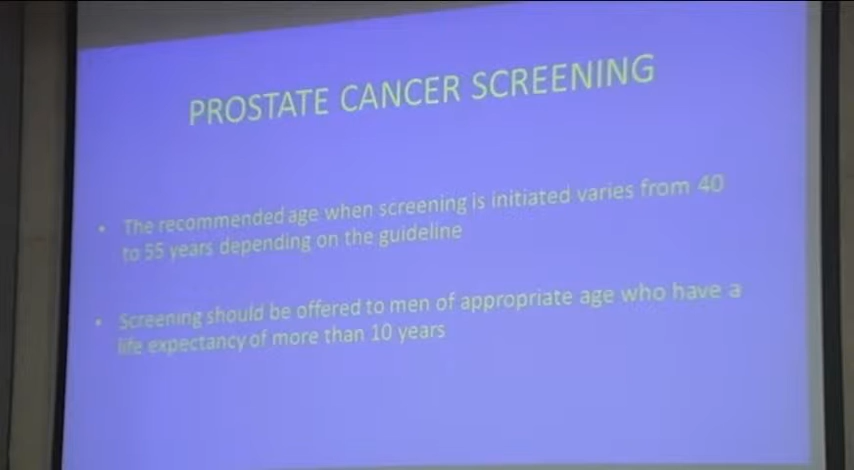 PROSTATE CANCER SCREENING
• The recommended age when screening is initiated varies from 40
to 55 years depending on the guideline
• Screening should be offered to men of appropriate age who have a
life expectancy of more than 10 years